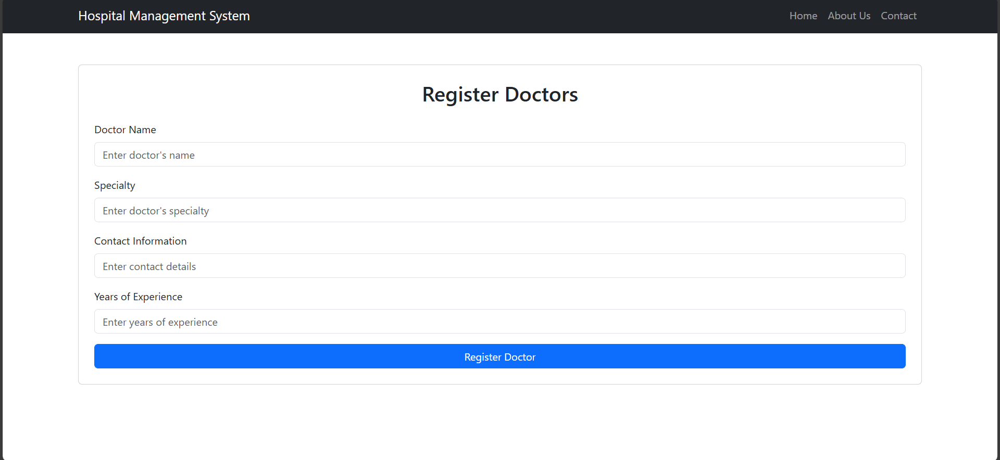 Hospital Management System
Home About Us Contact
Register Doctors
Doctor Name
Enter doctor's name
Specialty
Enter doctor's specialty
Contact Information
Enter contact details
Years of Experience
Enter years of experience
Register Doctor